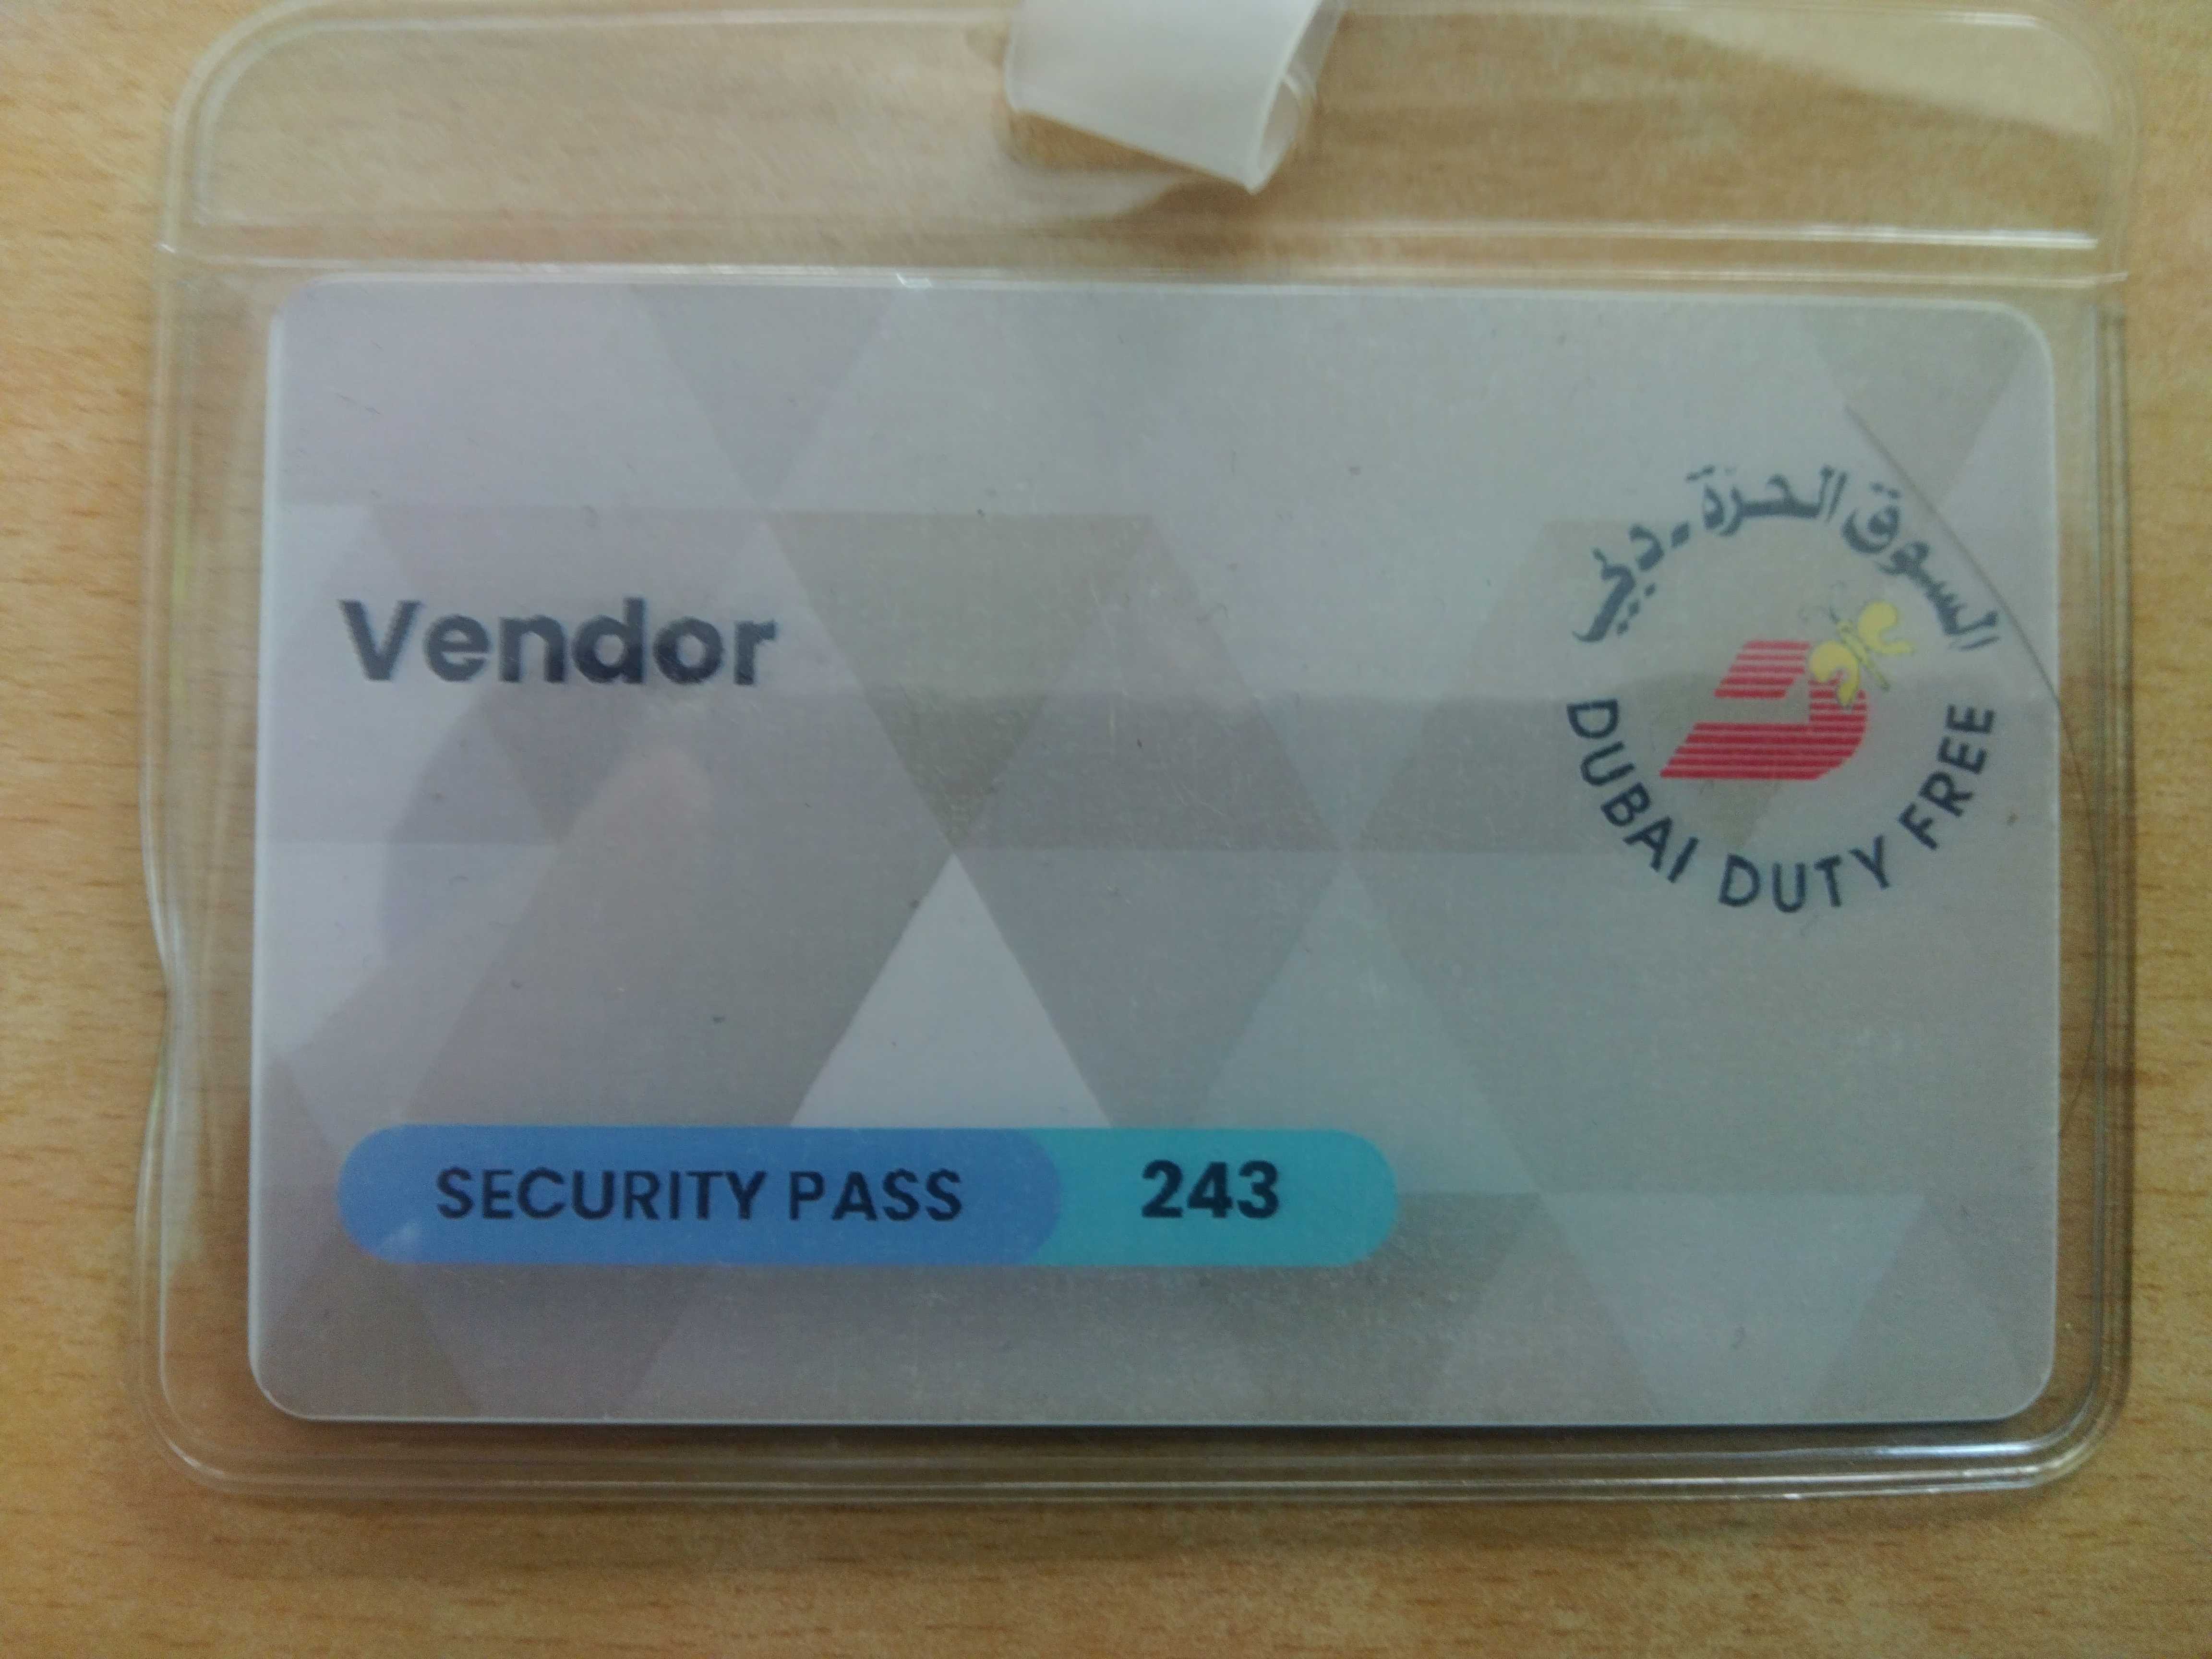 Vendor
السوق الحرة - دبي
DUBAI DUTY FREE
SECURITY PASS 243